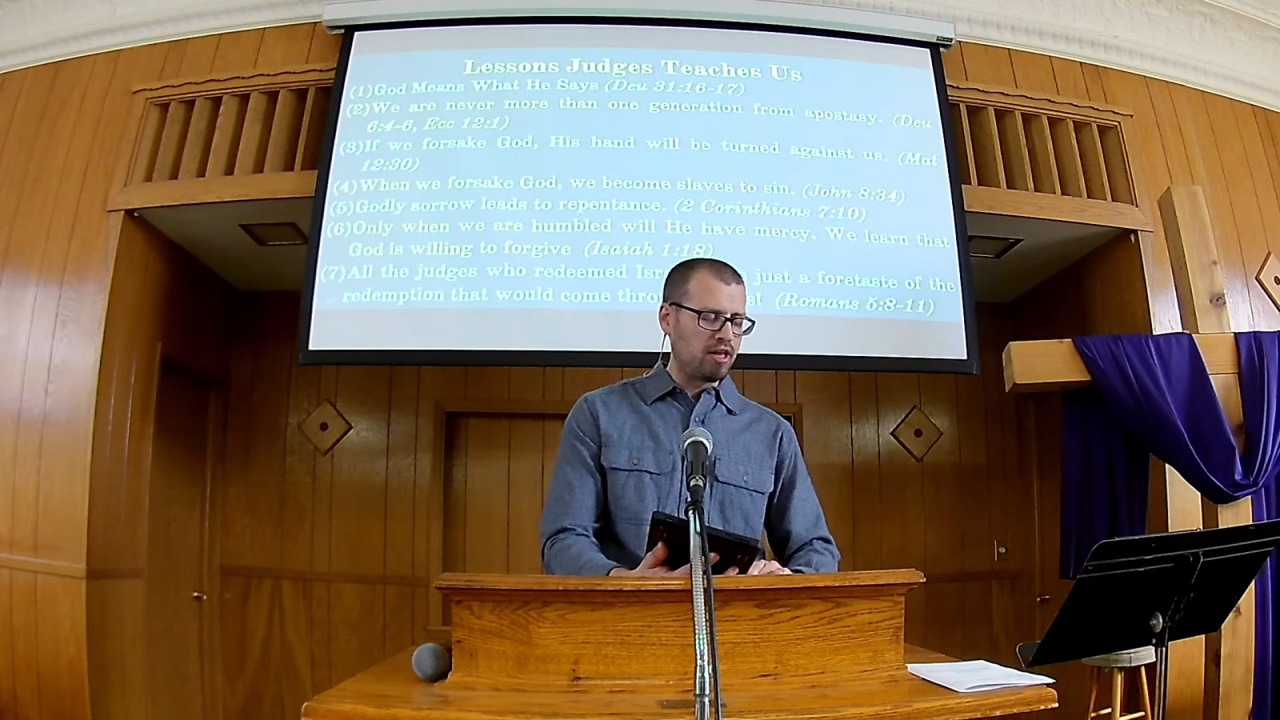 Lessons Judges Teaches Us
(1)God Means What He Says (Deu 31:16-17)
(2)We are never more than one generation from apostasy. (Deu
6:4-6, Ecc 12:1)
(3)If we forsake God, His hand will be turned against us. (Mat
12:30)
(4)When we forsake God, we become slaves to sin. (John 8:34)
(5)Godly sorrow leads to repentance. (2 Corinthians 7:10)
(6)Only when we are humbled will He have mercy. We learn that
God is willing to forgive (Isaiah 1:18)
(7)All the judges who redeemed just a foretaste of the
redemption that would come (Romans 5:8-11)